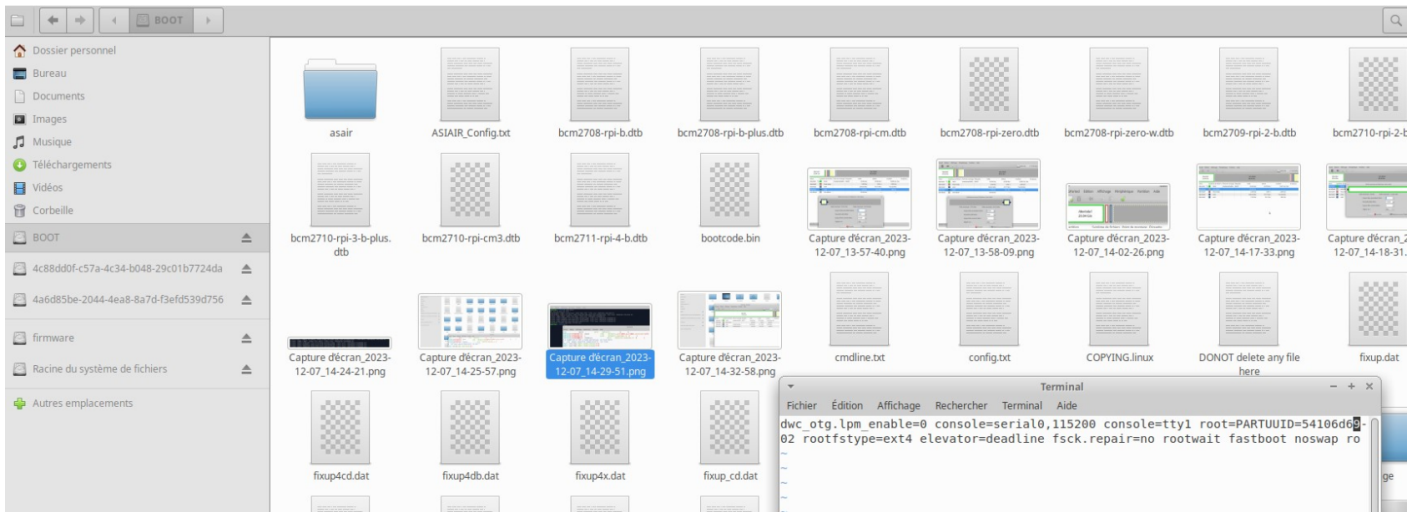 BOOT
Dossier personnel
Bureau
Documents
Images
Musique
Téléchargements
Vidéos
Corbeille
BOOT
4c88dd0f-c57a-4c34-b048-29c01b7724da
4a6d85be-2044-4ea8-8a7d-f3efd539d756
firmware
Racine du système de fichiers
Autres emplacements
asair
ASIAIR_Config.txt
bcm2708-rpi-b.dtb
bcm2708-rpi-b-plus.dtb
bcm2708-rpi-cm.dtb
bcm2708-rpi-zero.dtb
bcm2708-rpi-zero-w.dtb
bcm2709-rpi-2-b.dtb
bcm2710-rpi-2-b
bcm2710-rpi-3-b-plus.
dtb
bcm2710-rpi-cm3.dtb
bcm2711-rpi-4-b.dtb
bootcode.bin
Capture d'écran_2023-
12-07_13-57-40.png
Capture d'écran_2023-
12-07_13-58-09.png
Capture d'écran_2023-
12-07_14-02-26.png
Capture d'écran_2023-
12-07_14-17-33.png
Capture d'écran_2
12-07_14-18-31.
Capture d'écran_2023-
12-07_14-24-21.png
Capture d'écran_2023-
12-07_14-25-57.png
Capture d'écran_2023-
12-07_14-29-51.png
Capture d'écran_2023-
12-07_14-32-58.png
cmdline.txt
config.txt
COPYING.linux
DONOT delete any file
here
fixup.dat
fixup4cd.dat
fixup4db.dat
fixup4x.dat
fixup_cd.dat
Terminal
Fichier Édition Affichage Rechercher Terminal Aide
dwc_otg.lpm_enable=0 console=serial0,115200 console=tty1 root=PARTUUID=54106d69-
02 rootfstype=ext4 elevator=deadline fsck.repair=no rootwait fastboot noswap ro
~
~
~
~
ge